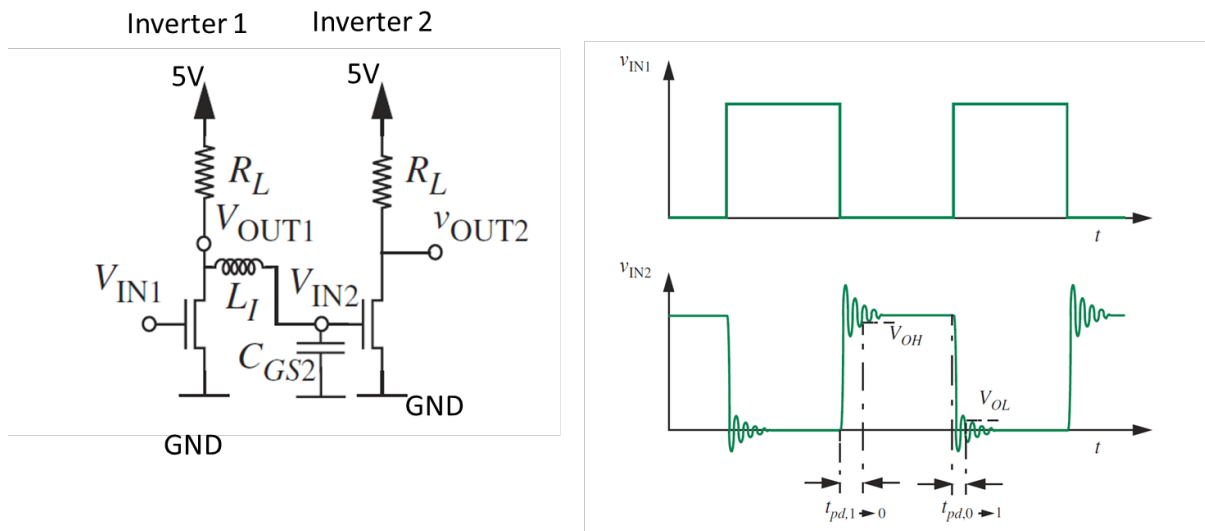 Inverter 1 Inverter 2
5V 5V
R_L R_L
V_OUT1 v_OUT2
V_IN1 L_I V_IN2
C_GS2
GND
GND
v_IN1
t
v_IN2
V_OH
V_OL
t
t_pd,1→0 t_pd,0→1